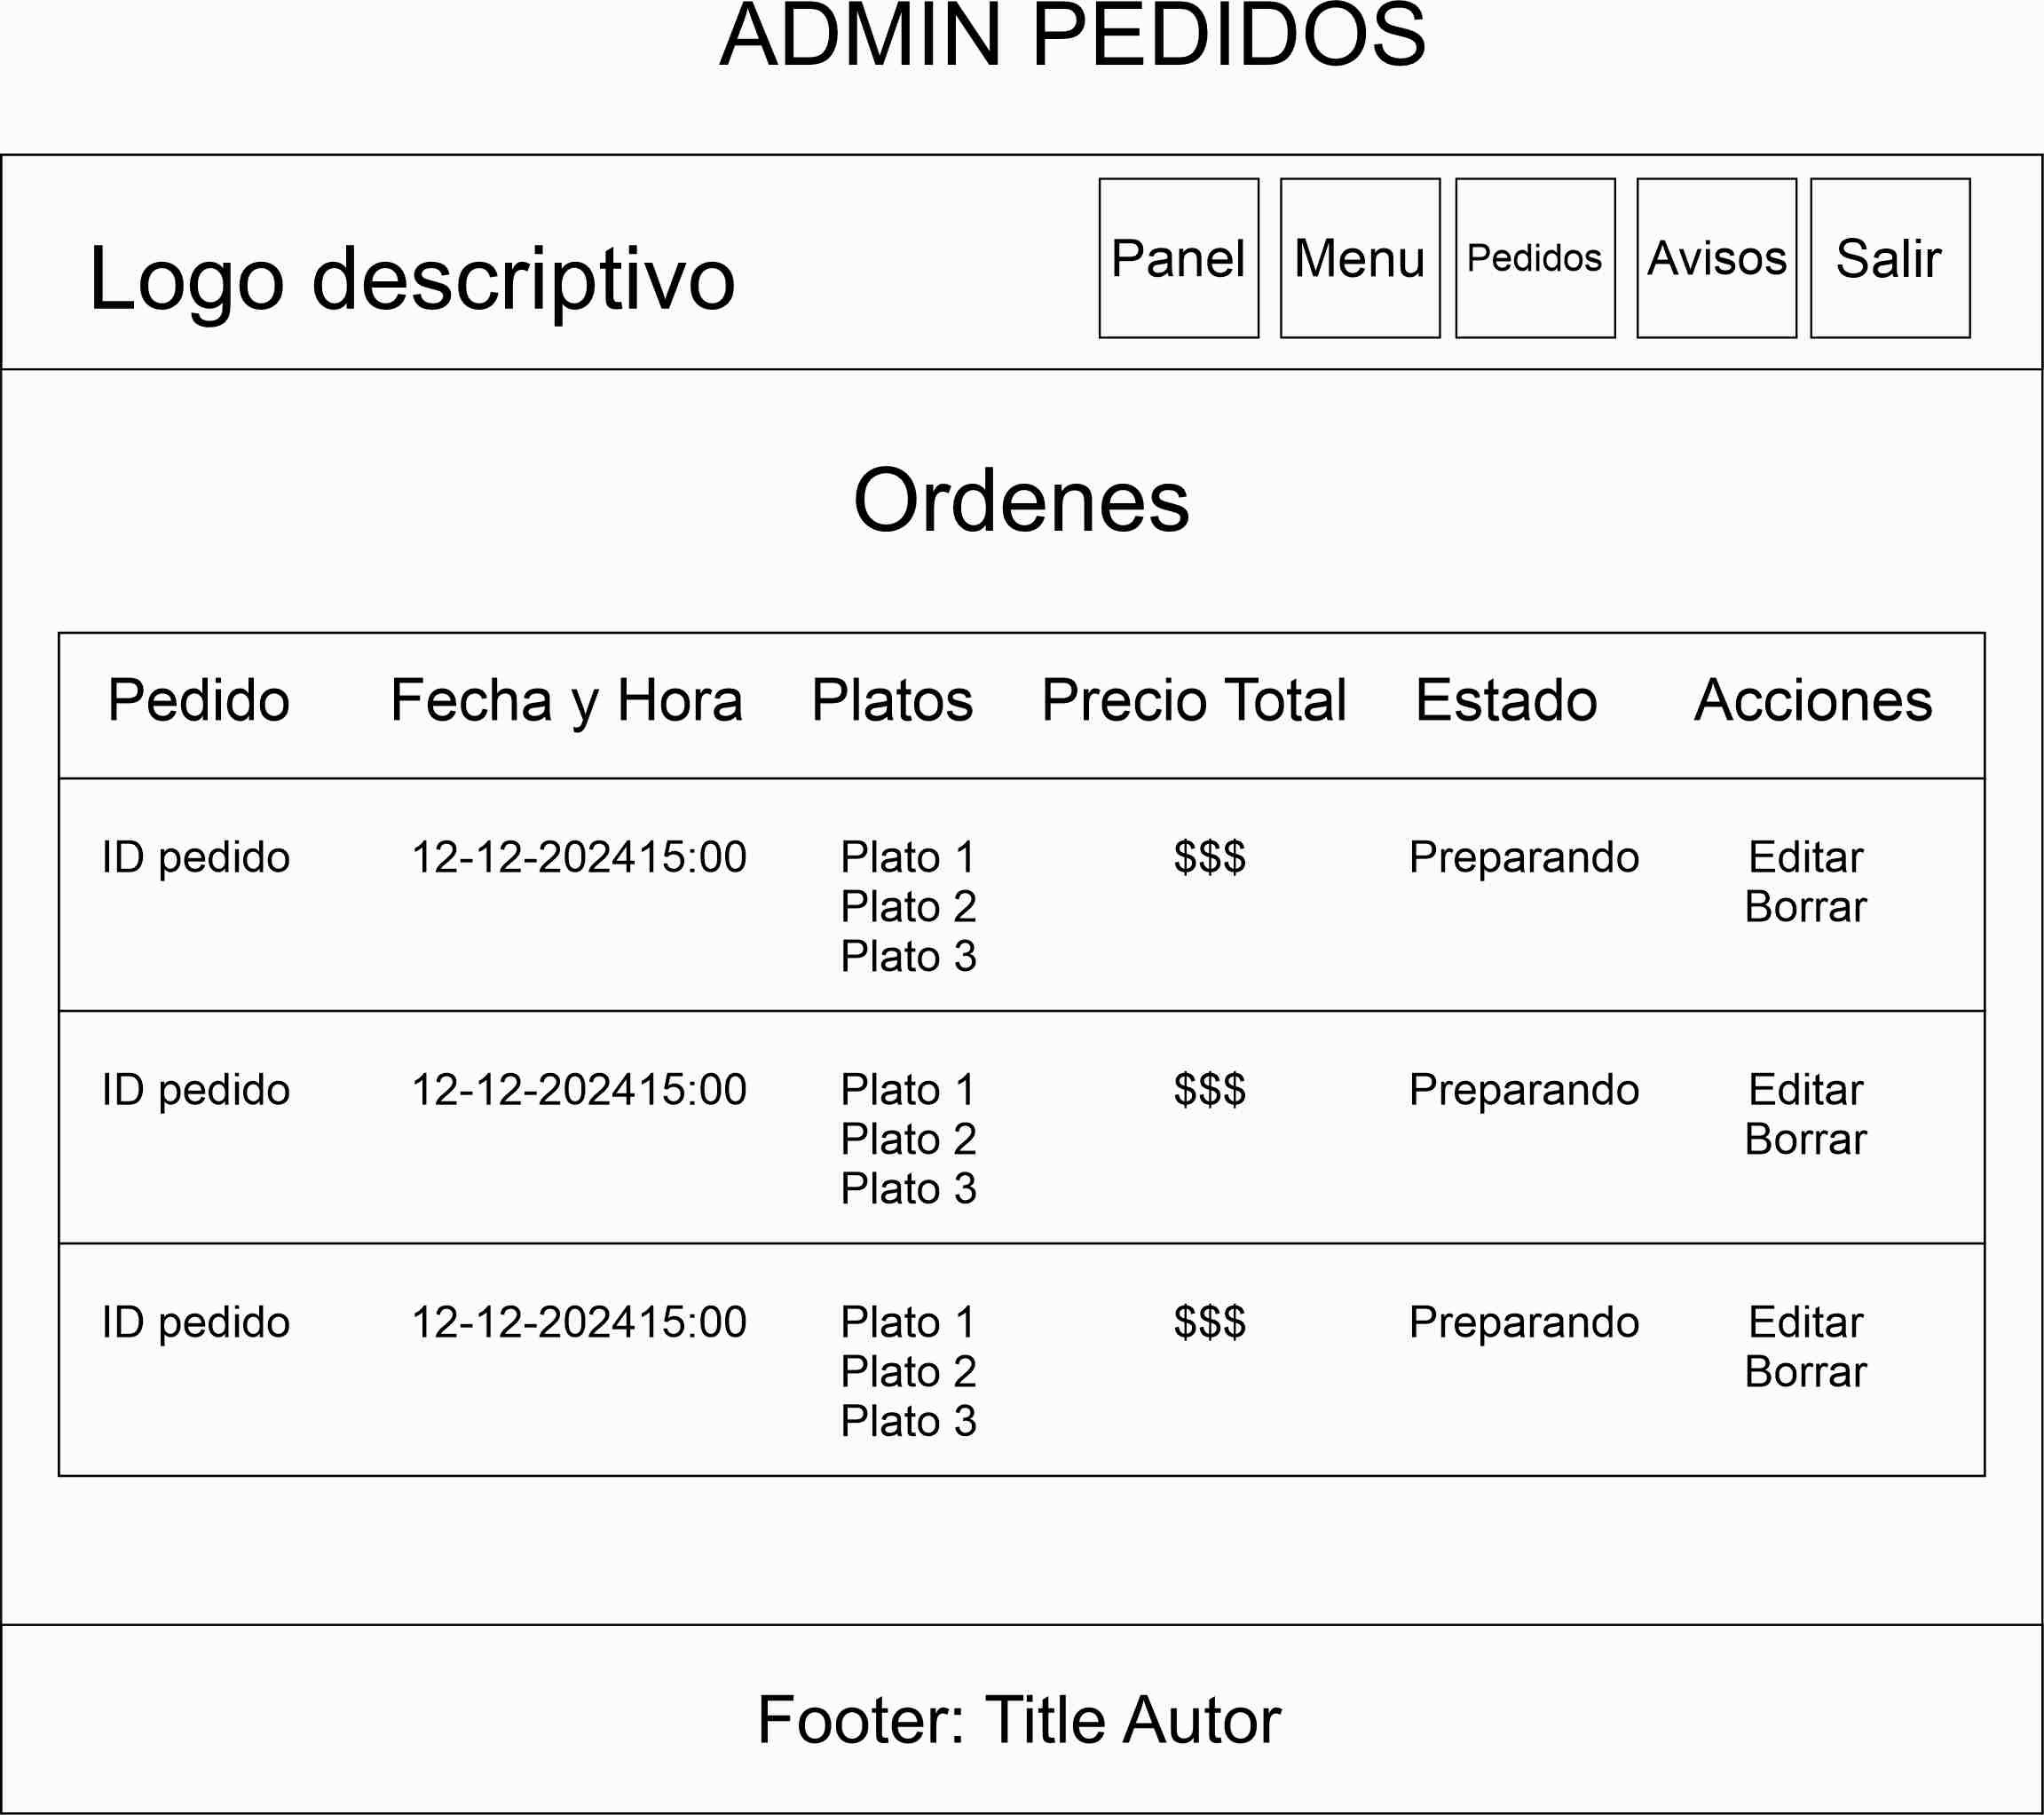 ADMIN PEDIDOS
Logo descriptivo
Panel
Menu
Pedidos
Avisos
Salir
Ordenes
Pedido Fecha y Hora Platos Precio Total Estado Acciones
ID pedido 12-12-202415:00 Plato 1 $$$ Preparando Editar
Plato 2 Borrar
Plato 3
ID pedido 12-12-202415:00 Plato 1 $$$ Preparando Editar
Plato 2 Borrar
Plato 3
ID pedido 12-12-202415:00 Plato 1 $$$ Preparando Editar
Plato 2 Borrar
Plato 3
Footer: Title Autor